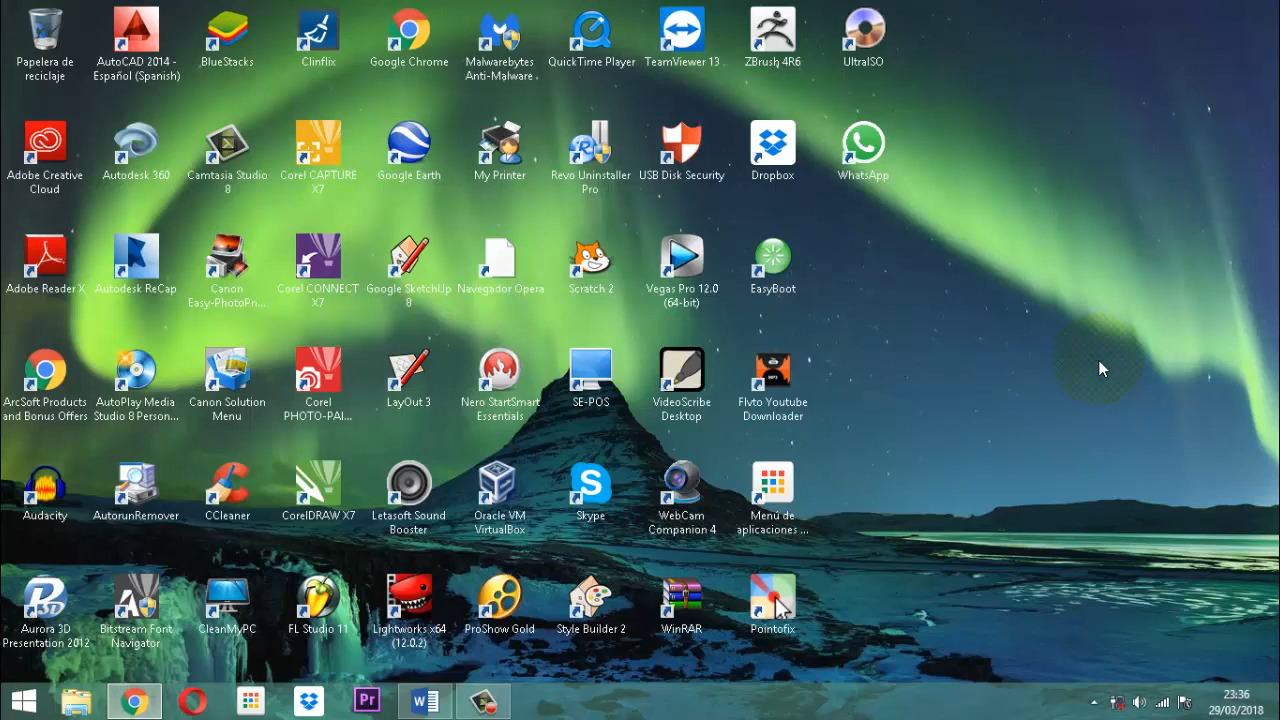 Papelera de
reciclaje
AutoCAD 2014 -
Español (Spanish)
BlueStacks
Clinflix
Google Chrome
Malwarebytes
Anti-Malware
QuickTime Player
TeamViewer 13
ZBrush 4R6
UltraISO
Adobe Creative
Cloud
Autodesk 360
Camtasia Studio
8
Corel CAPTURE
X7
Google Earth
My Printer
Revo Uninstaller
Pro
USB Disk Security
Dropbox
WhatsApp
Adobe Reader X
Autodesk ReCap
Canon
Easy-PhotoPri...
Corel CONNECT
X7
Google SketchUp
8
Navegador Opera
Scratch 2
Vegas Pro 12.0
(64-bit)
EasyBoot
ArcSoft Products
and Bonus Offers
AutoPlay Media
Studio 8 Person...
Canon Solution
Menu
Corel
PHOTO-PAI...
LayOut 3
Nero StartSmart
Essentials
SE-POS
VideoScribe
Desktop
MP3
Flvto Youtube
Downloader
Audacity
AutorunRemover
CCleaner
CorelDRAW X7
Letasoft Sound
Booster
Oracle VM
VirtualBox
Skype
WebCam
Companion 4
Menú de
aplicaciones ...
Aurora 3D
Presentation 2012
Bitstream Font
Navigator
CleanMyPC
FL Studio 11
Lightworks x64
(12.0.2)
ProShow Gold
Style Builder 2
WinRAR
Pointofix
Pr
W
23:36
29/03/2018